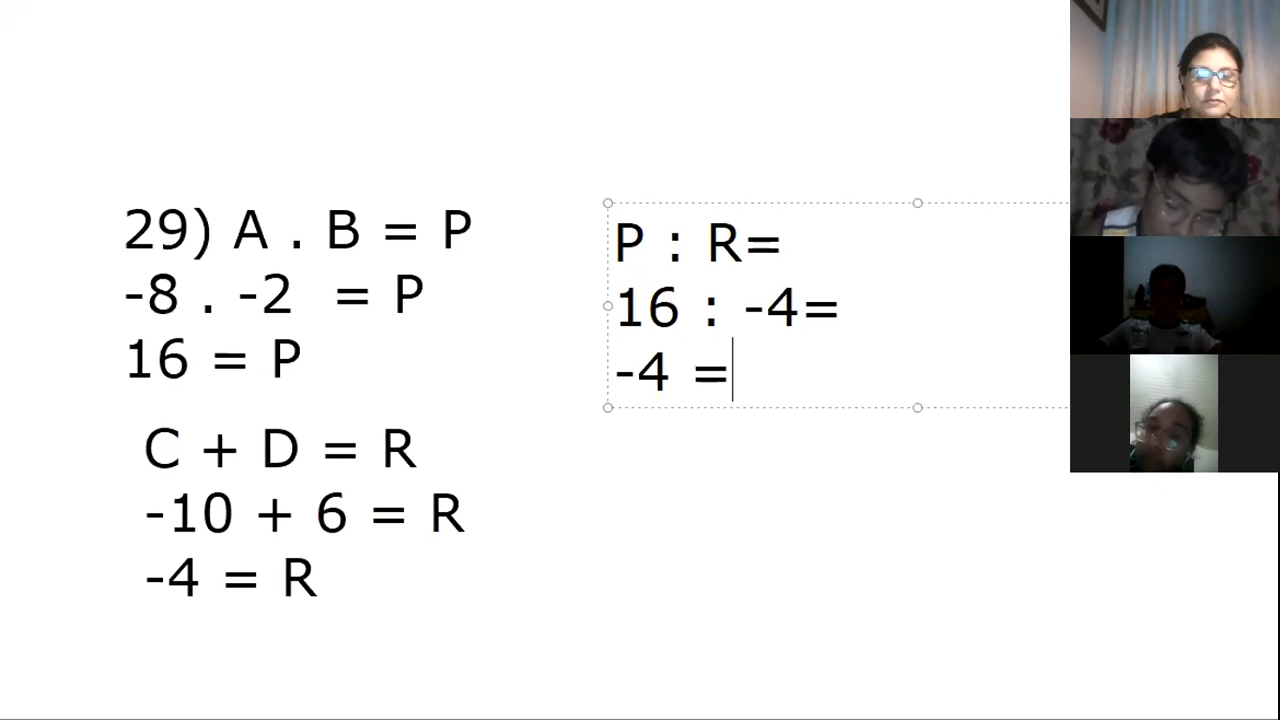 29) A . B = P
-8 . -2 = P
16 = P
C + D = R
-10 + 6 = R
-4 = R
P : R=
16 : -4=
-4 =